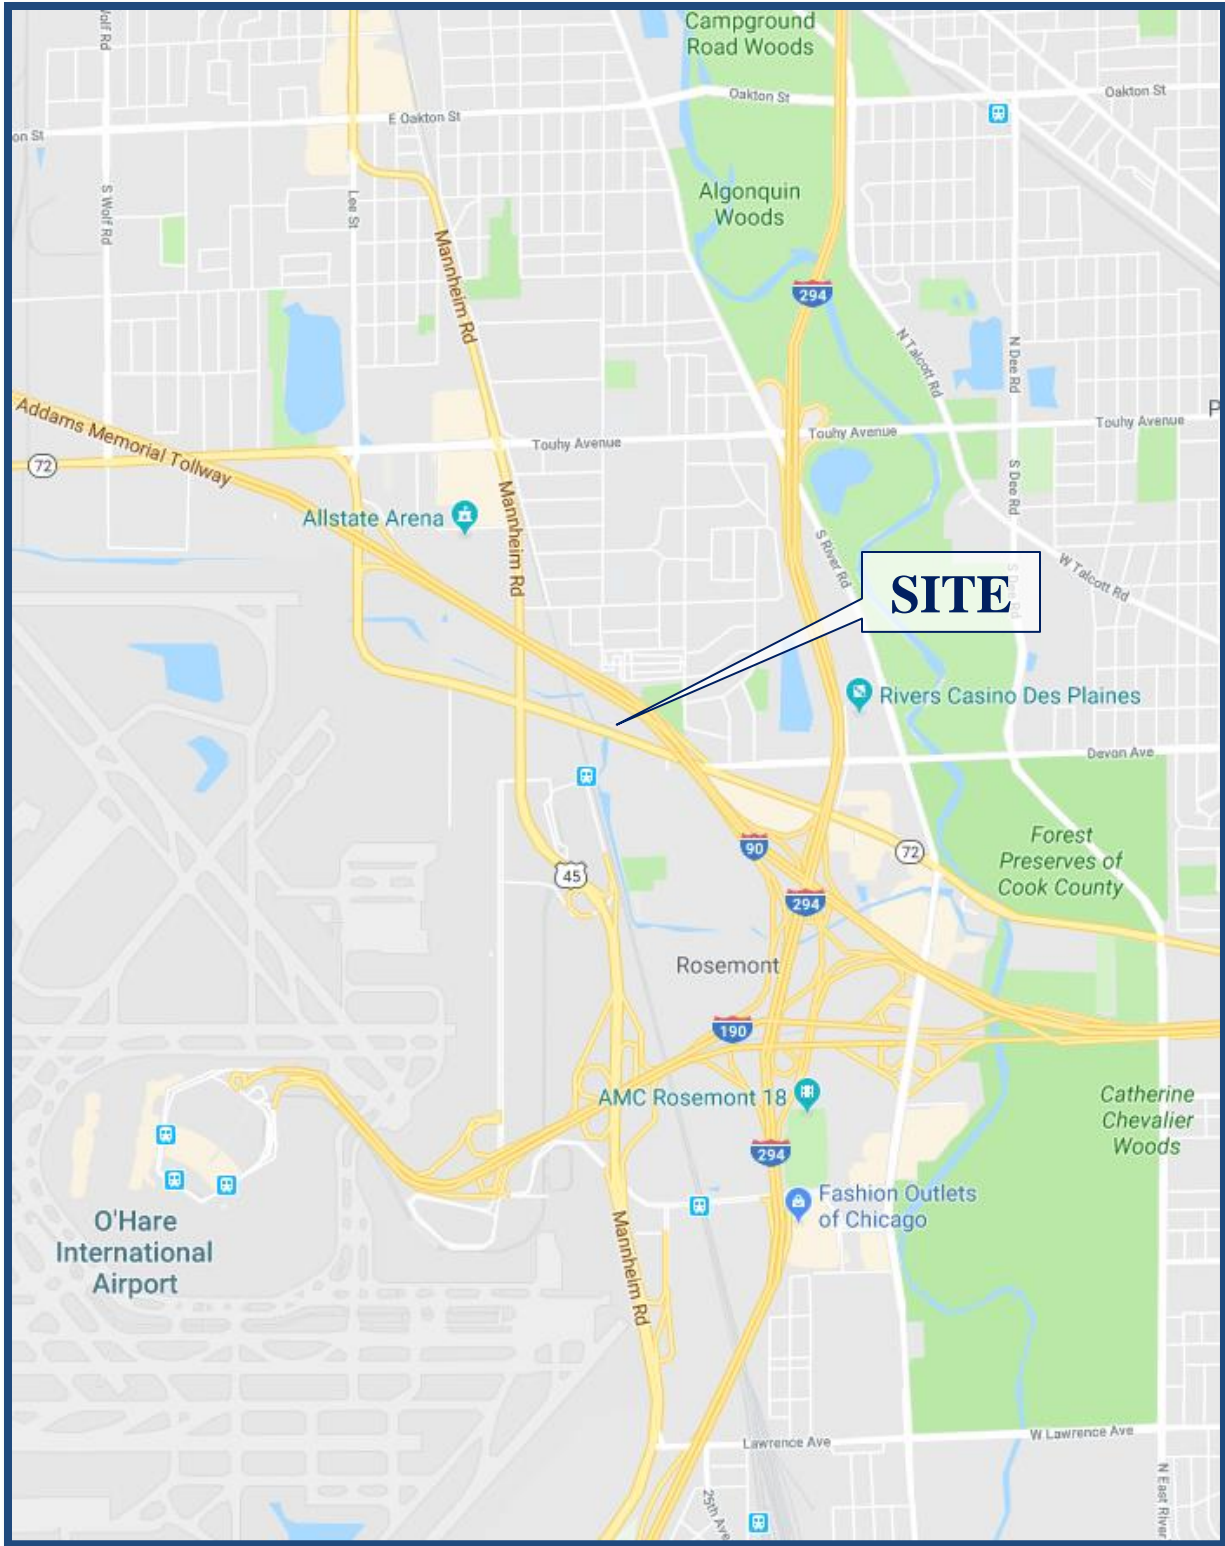 Campground
Road Woods
Wolf Rd
Oakton St
Oakton St
E Oakton St
on St
Algonquin
Woods
S Wolf Rd
Lee St
Mannheim Rd
294
N Talcott Rd
N Dee Rd
Addams Memorial Tollway
Touhy Avenue
Touhy Avenue
Touhy Avenue
P
72
Mannheim Rd
S Dee Rd
Allstate Arena
S River Rd
SITE
S Dee Rd
W Talcott Rd
Rivers Casino Des Plaines
Devon Ave
Forest
Preserves of
Cook County
90
72
45
294
Rosemont
190
AMC Rosemont 18
Catherine
Chevalier
Woods
294
Fashion Outlets
of Chicago
O'Hare
International
Airport
Mannheim Rd
Lawrence Ave
W Lawrence Ave
25th Ave
N East River